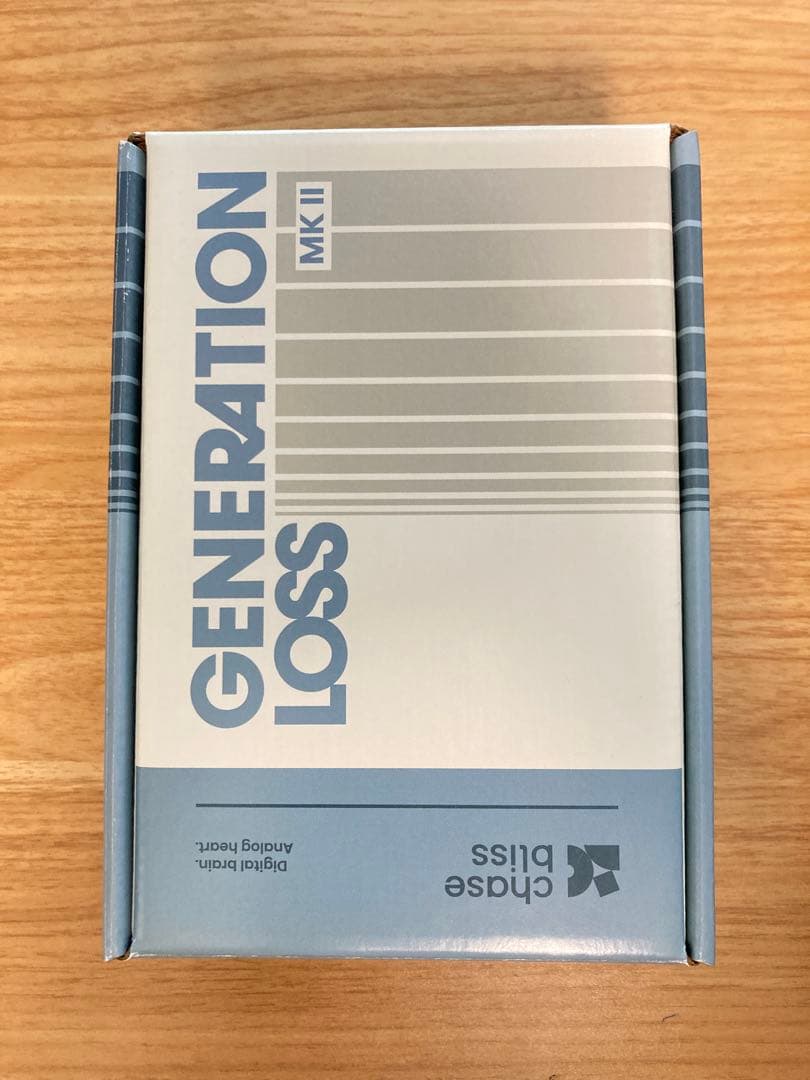 GENERATION
LOSS
MK II
Digital brain.
Analog heart.
chase
bliss